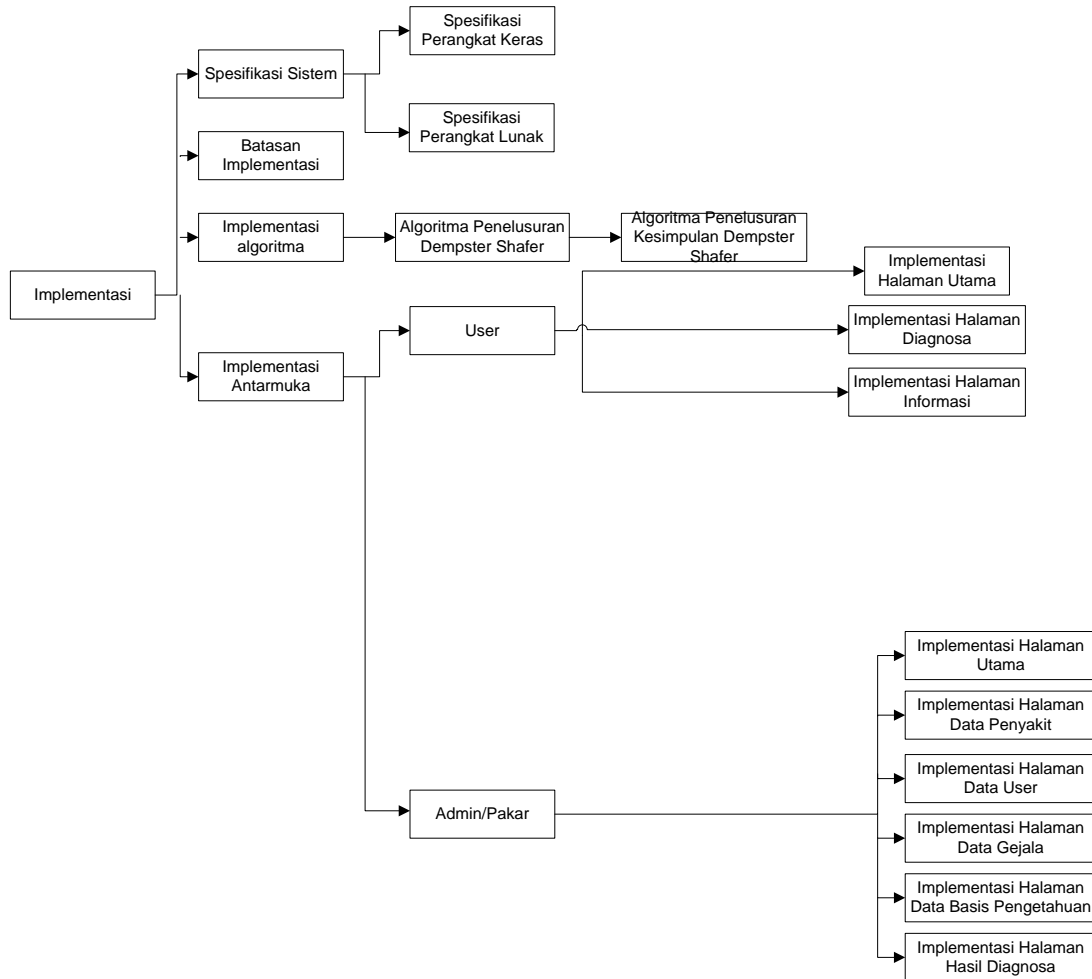 Spesifikasi
Perangkat Keras
Spesifikasi Sistem
Spesifikasi
Perangkat Lunak
Batasan
Implementasi
Implementasi
algoritma
Algoritma Penelusuran
Dempster Shafer
Algoritma Penelusuran
Kesimpulan Dempster
Shafer
Implementasi
Halaman Utama
Implementasi
User
Implementasi Halaman
Diagnosa
Implementasi
Antarmuka
Implementasi Halaman
Informasi
Implementasi Halaman
Utama
Implementasi Halaman
Data Penyakit
Implementasi Halaman
Data User
Admin/Pakar
Implementasi Halaman
Data Gejala
Implementasi Halaman
Data Basis Pengetahuan
Implementasi Halaman
Hasil Diagnosa